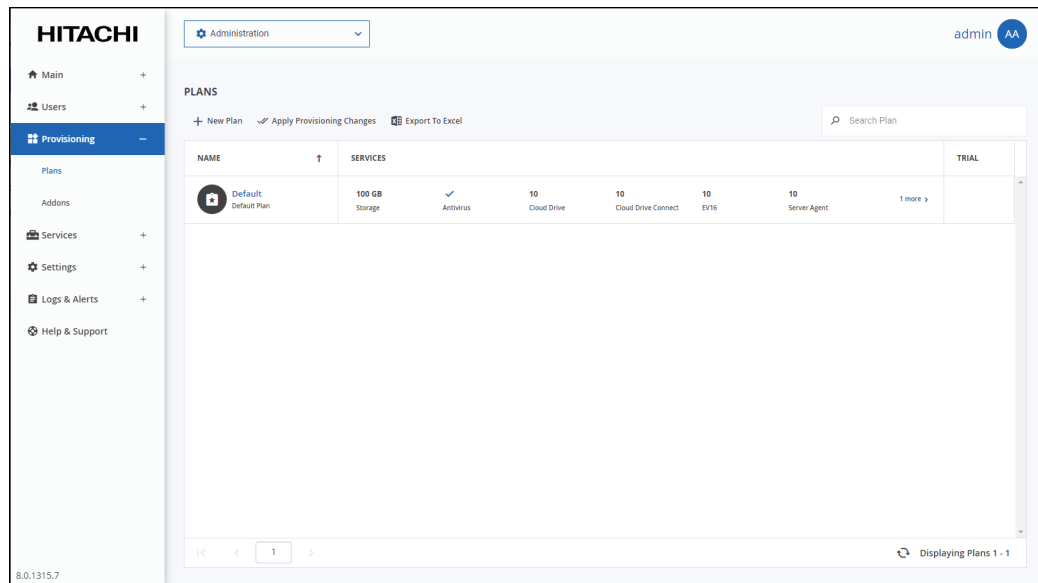 HITACHI
Administration
admin AA
Main
Users
Provisioning
Plans
Addons
Services
Settings
Logs & Alerts
Help & Support
8.0.1315.7
PLANS
New Plan Apply Provisioning Changes Export To Excel Search Plan
NAME SERVICES TRIAL
Default 100 GB 10 10 10 10
Default Plan Storage Antivirus Cloud Drive Cloud Drive Connect EV16 Server Agent 1 more
1 Displaying Plans 1 - 1